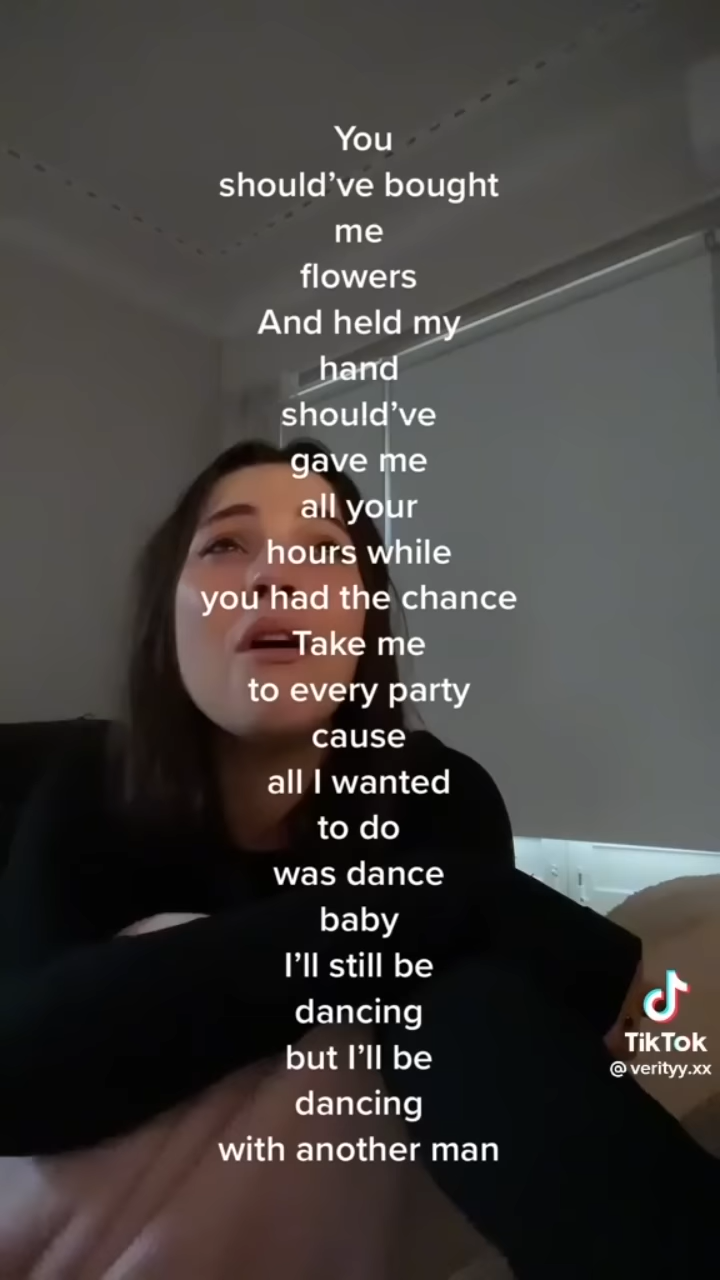 You
should’ve bought
me
flowers
And held my
hand
should’ve
gave me
all your
hours while
you had the chance
Take me
to every party
cause
all I wanted
to do
was dance
baby
I’ll still be
dancing
but I’ll be
dancing
with another man
TikTok
@verityy.xx